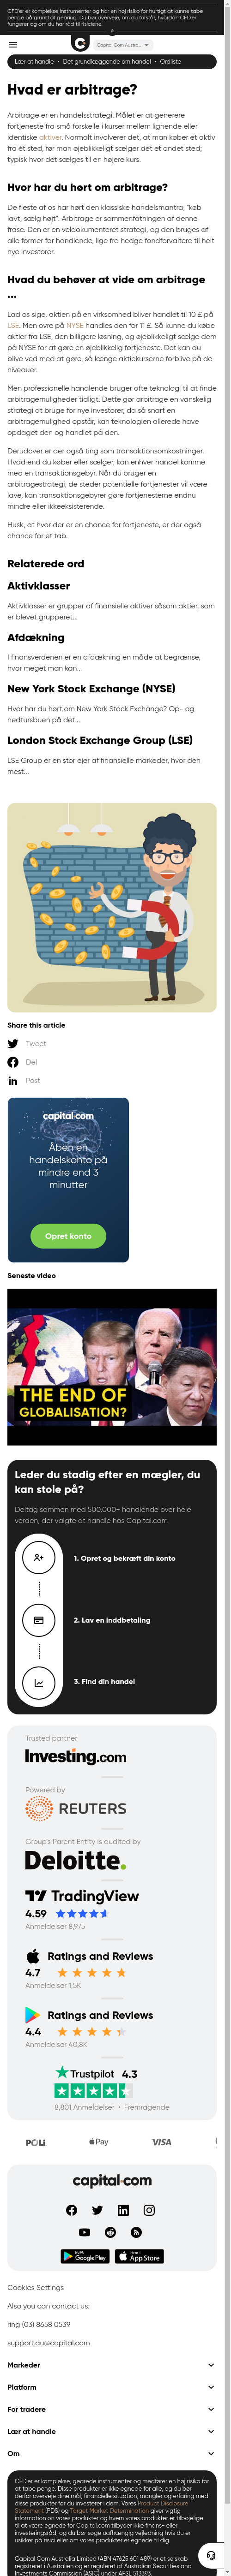 CFD'er er komplekse instrumenter og har en høj risiko for hurtigt at kunne tabe
penge på grund af gearing. Du bør overveje, om du forstår, hvordan CFD'er
fungerer og om du har råd til risiciene.
Capital Com Austra...
Lær at handle • Det grundlæggende om handel • Ordliste
Hvad er arbitrage?
Arbitrage er en handelsstrategi. Målet er at generere
fortjeneste fra små forskelle i kurser mellem lignende eller
identiske aktiver. Normalt involverer det, at man køber et aktiv
fra ét sted, før man øjeblikkeligt sælger det et andet sted;
typisk hvor det sælges til en højere kurs.
Hvor har du hørt om arbitrage?
De fleste af os har hørt den klassiske handelsmantra, "køb
lavt, sælg højt". Arbitrage er sammenfatningen af denne
frase. Den er en veldokumenteret strategi, og den bruges af
alle former for handlende, lige fra hedge fondforvaltere til helt
nye investorer.
Hvad du behøver at vide om arbitrage
...
Lad os sige, aktien på en virksomhed bliver handlet til 10 £ på
LSE. Men ovre på NYSE handles den for 11 £. Så kunne du købe
aktier fra LSE, den billigere løsning, og øjeblikkeligt sælge dem
på NYSE for at gøre en øjeblikkelig fortjeneste. Det kan du
blive ved med at gøre, så længe aktiekurserne forbliver på de
niveauer.
Men professionelle handlende bruger ofte teknologi til at finde
arbitragemuligheder tidligt. Dette gør arbitrage en vanskelig
strategi at bruge for nye investorer, da så snart en
arbitragemulighed opstår, kan teknologien allerede have
opdaget den og handlet på den.
Derudover er der også ting som transaktionsomkostninger.
Hvad end du køber eller sælger, kan enhver handel komme
med en transaktionsgebyr. Når du bruger en
arbitragestrategi, de steder potentielle fortjenester vil være
lave, kan transaktionsgebyrer gøre fortjenesterne endnu
mindre eller ikkeeksisterende.
Husk, at hvor der er en chance for fortjeneste, er der også
chance for et tab.
Relaterede ord
Aktivklasser
Aktivklasser er grupper af finansielle aktiver såsom aktier, som
er blevet grupperet...
Afdækning
I finansverdenen er en afdækning en måde at begrænse,
hvor meget man kan...
New York Stock Exchange (NYSE)
Hvor har du hørt om New York Stock Exchange? Op- og
nedtursbuen på det...
London Stock Exchange Group (LSE)
LSE Group er en stor ejer af finansielle markeder, hvor den
mest...
Share this article
Tweet
Del
Post
capital.com
Åben en
handelskonto på
mindre end 3
minutter
Opret konto
Seneste video
THE END OF
GLOBALISATION?
Leder du stadig efter en mægler, du
kan stole på?
Deltag sammen med 500.000+ handlende over hele
verden, der valgte at handle hos Capital.com
1. Opret og bekræft din konto
2. Lav en inddbetaling
3. Find din handel
Trusted partner
Investing.com
Powered by
REUTERS
Group's Parent Entity is audited by
Deloitte.
TradingView
4.59
Anmeldelser 8,975
Ratings and Reviews
4.7
Anmeldelser 1,5K
Ratings and Reviews
4.4
Anmeldelser 40,8K
Trustpilot 4.3
8,801 Anmeldelser • Fremragende
POLi
Pay
VISA
capital.com
Google Play
App Store
Cookies Settings
Also you can contact us:
ring (03) 8658 0539
support.au@capital.com
Markeder
Platform
For tradere
Lær at handle
Om
CFD'er er komplekse, gearede instrumenter og medfører en høj risiko for
at tabe dine penge. Disse produkter er ikke egnede for alle, og du bør
overveje, om de er egnede til dine mål, finansielle situation, behov,
handelserfaring og risikovillighed. Du bør overveje, om du forstår, hvordan
disse produkter fungerer, før du investerer i dem. Vores Product Disclosure
Statement (PDS) og Target Market Determination giver vigtig
information om vores produkter og hvem vores produkter er tilbøjelige
til at være egnede for Capital.com tilbyder ikke finans- eller
investeringsråd, og du bør søge uafhængig vejledning hvis du er
usikker på risici eller om vores produkter er egnede til dig.
Capital Com Australia Limited (ABN 47 625 601 489) er et selskab
registreret i Australien og er reguleret af Australian Securities and
Investments Commission (ASIC) under AFSL 513393.